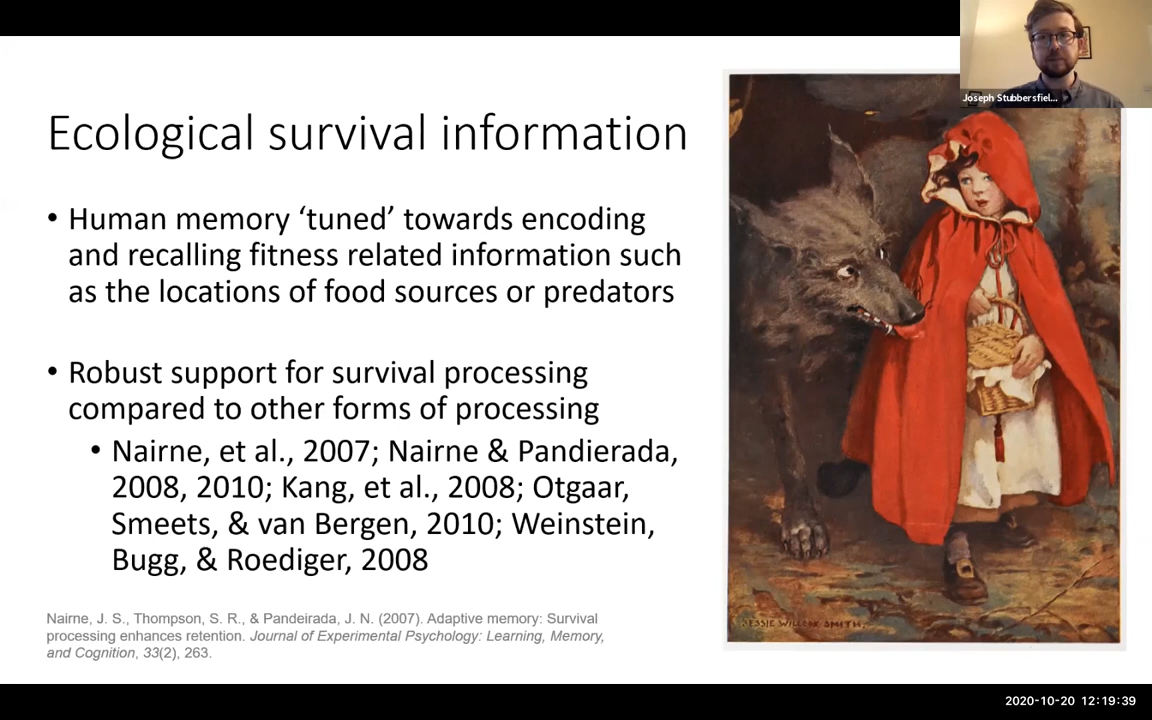 Joseph Stubbersfiel...
Ecological survival information
• Human memory ‘tuned’ towards encoding
and recalling fitness related information such
as the locations of food sources or predators
• Robust support for survival processing
compared to other forms of processing
• Nairne, et al., 2007; Nairne & Pandierada,
2008, 2010; Kang, et al., 2008; Otgaar,
Smeets, & van Bergen, 2010; Weinstein,
Bugg, & Roediger, 2008
Nairne, J. S., Thompson, S. R., & Pandeirada, J. N. (2007). Adaptive memory: Survival
processing enhances retention. Journal of Experimental Psychology: Learning, Memory,
and Cognition, 33(2), 263.
JESSIE WILLCOX SMITH.
2020-10-20 12:19:39